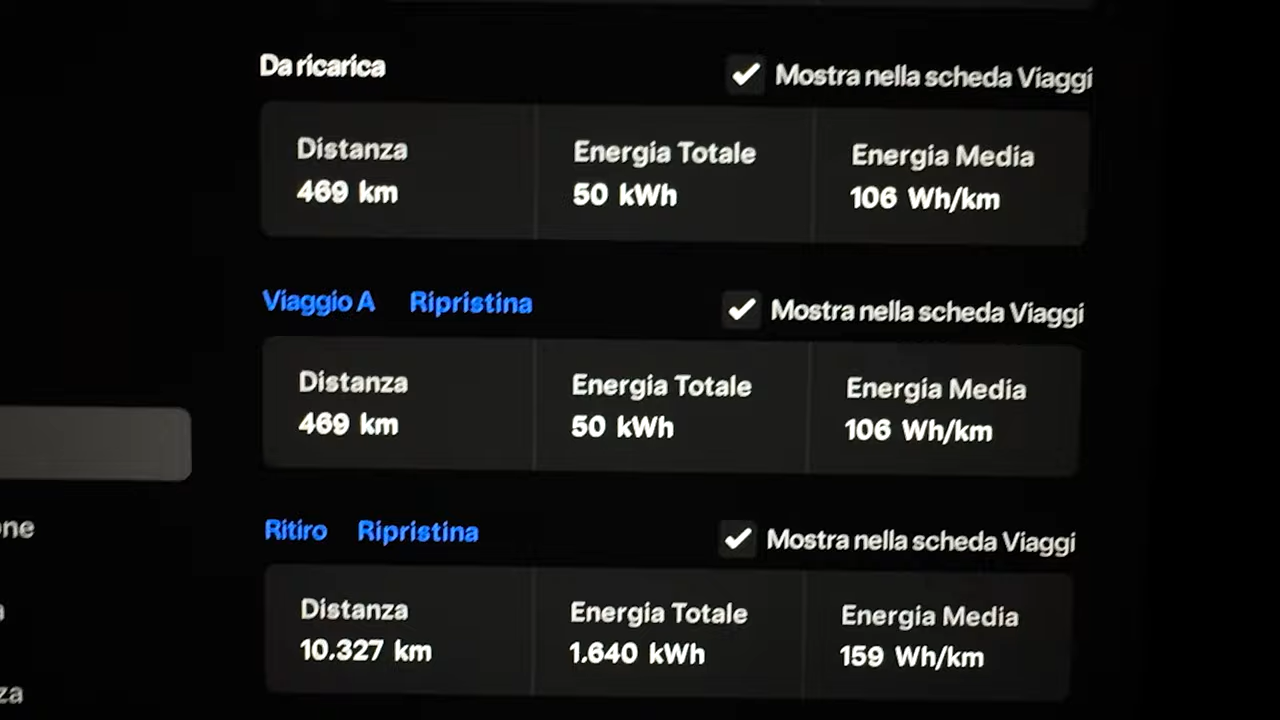 Da ricarica
Mostra nella scheda Viaggi
Distanza
Energia Totale
Energia Media
469 km
50 kWh
106 Wh/km
Viaggio A
Ripristina
Mostra nella scheda Viaggi
Distanza
Energia Totale
Energia Media
469 km
50 kWh
106 Wh/km
Ritiro
Ripristina
Mostra nella scheda Viaggi
Distanza
Energia Totale
Energia Media
10.327 km
1.640 kWh
159 Wh/km